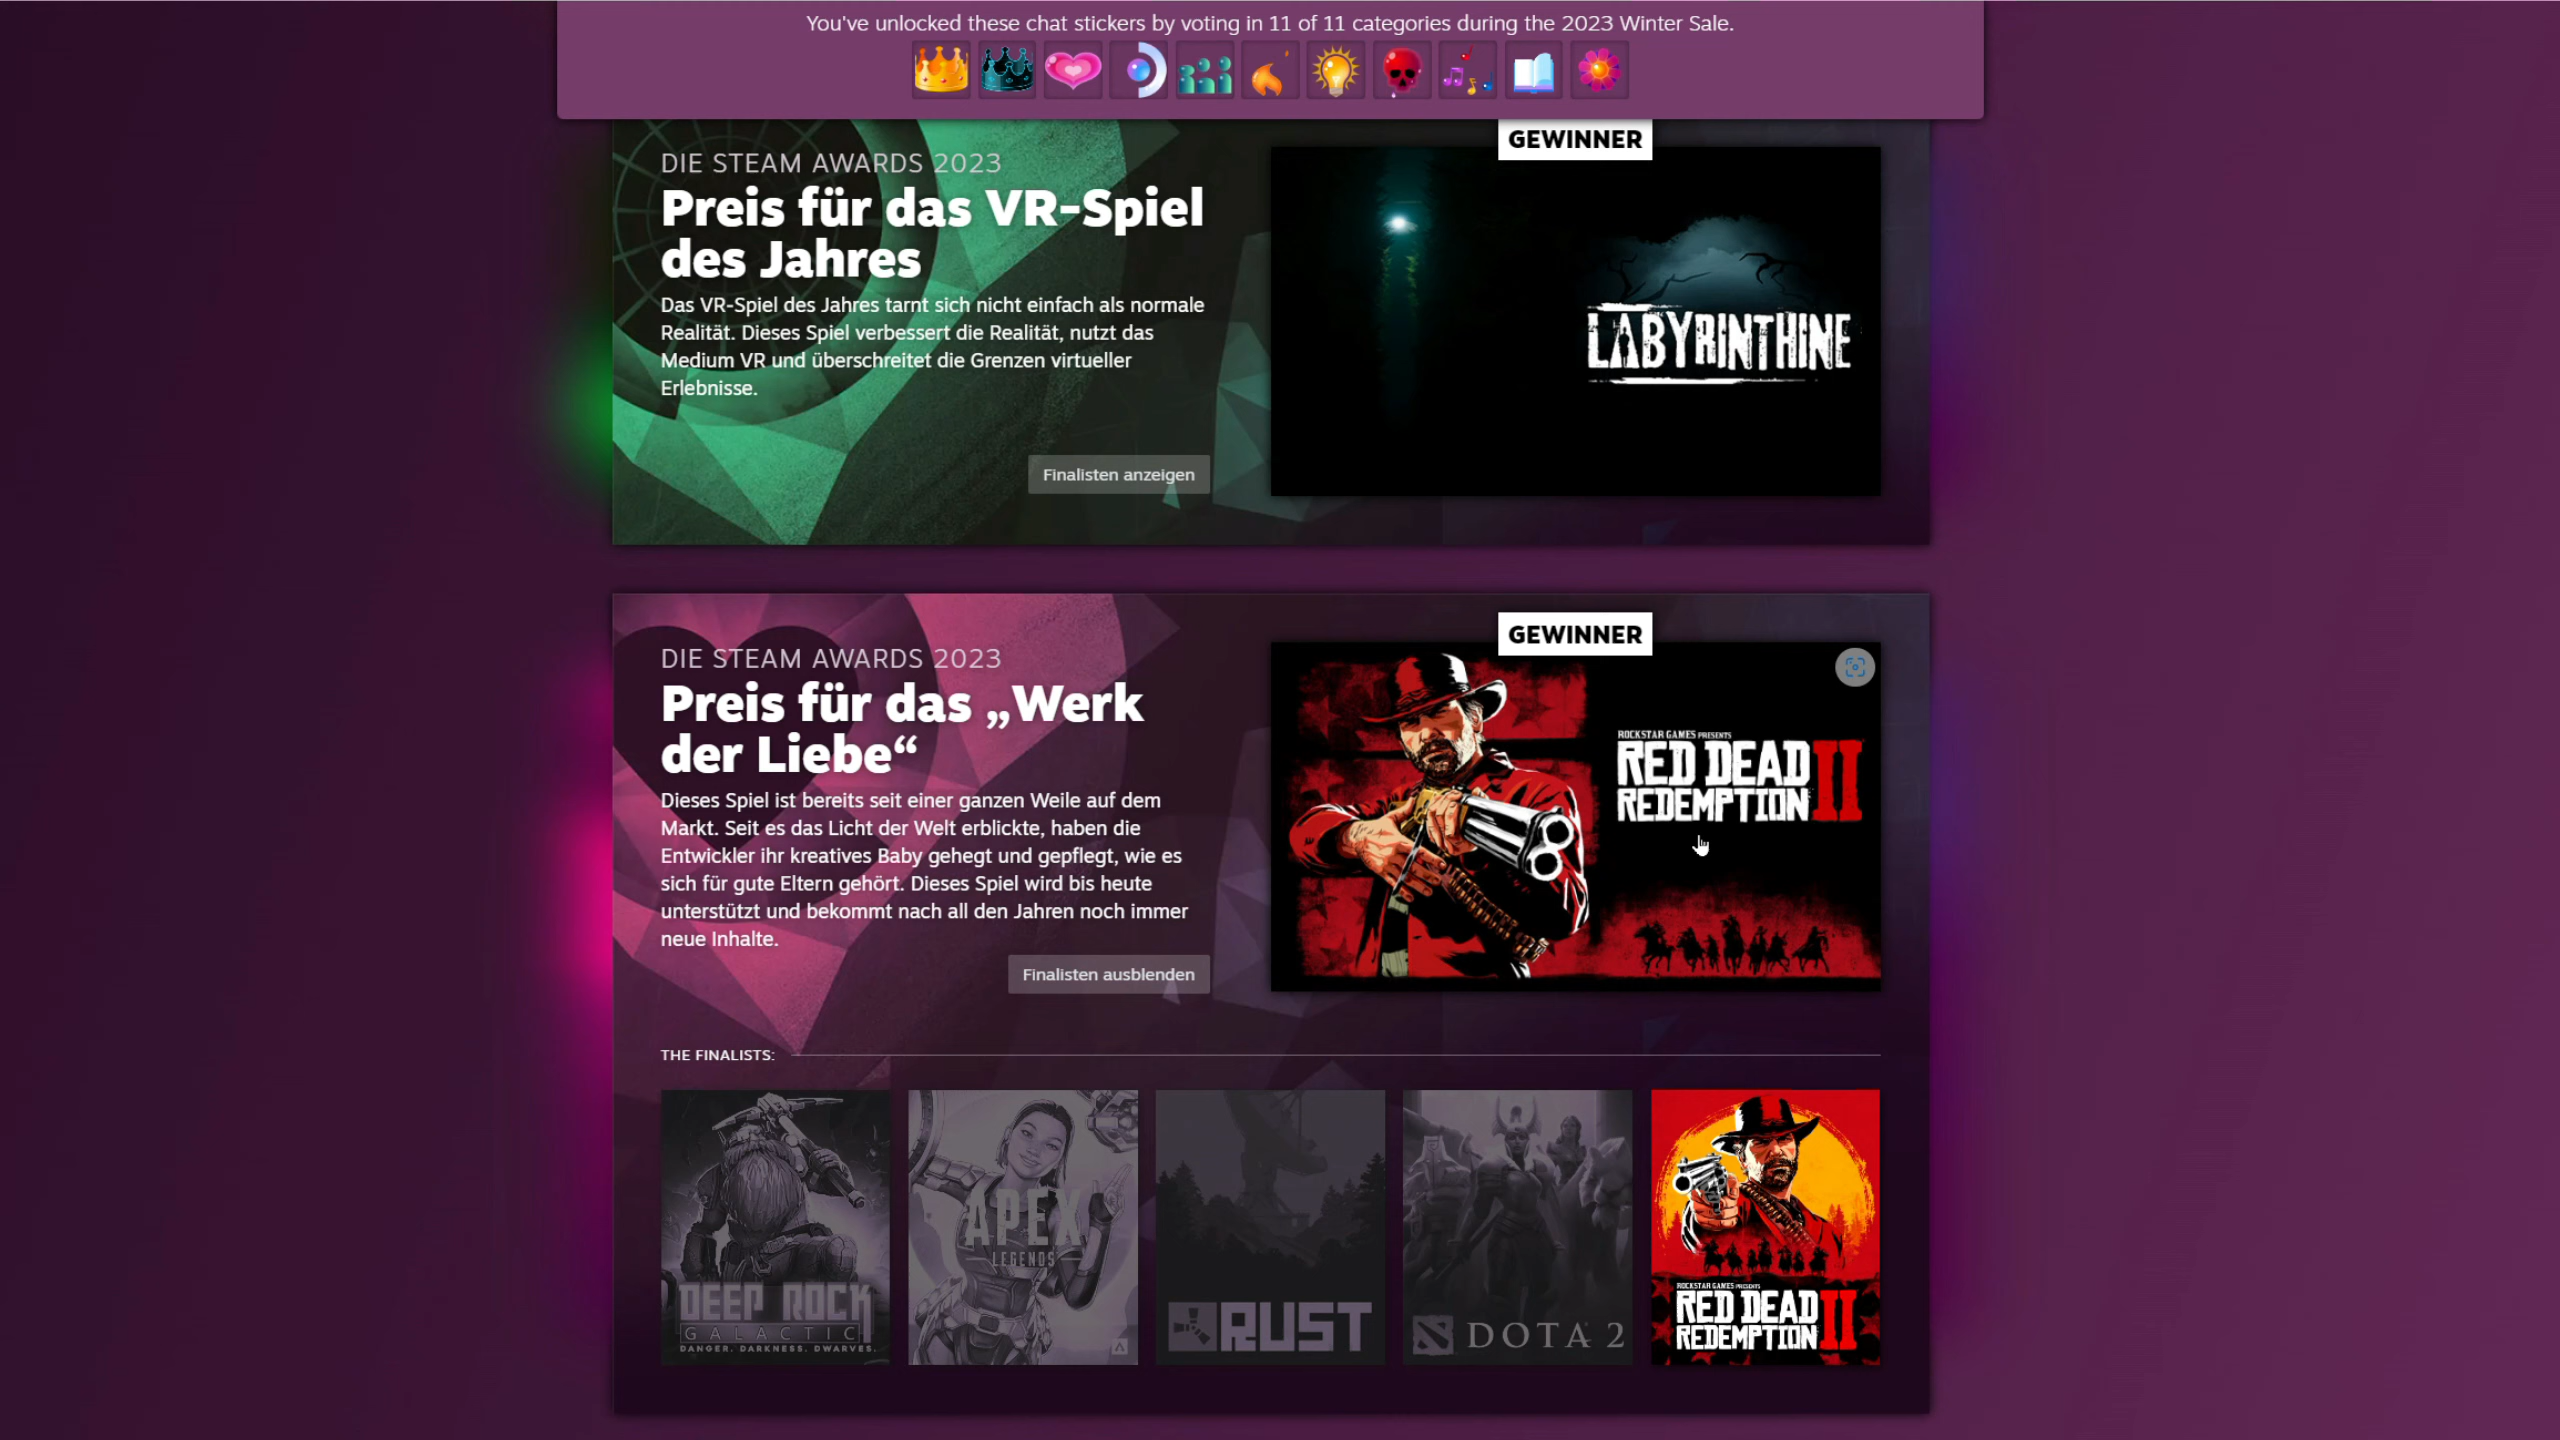 You've unlocked these chat stickers by voting in 11 of 11 categories during the 2023 Winter Sale.
GEWINNER
DIE STEAM AWARDS 2023
Preis für das VR-Spiel
des Jahres
Das VR-Spiel des Jahres tarnt sich nicht einfach als normale
Realität. Dieses Spiel verbessert die Realität, nutzt das
Medium VR und überschreitet die Grenzen virtueller
Erlebnisse.
Finalisten anzeigen
LABYRINTHINE
GEWINNER
DIE STEAM AWARDS 2023
Preis für das „Werk
der Liebe“
Dieses Spiel ist bereits seit einer ganzen Weile auf dem
Markt. Seit es das Licht der Welt erblickte, haben die
Entwickler ihr kreatives Baby gehegt und gepflegt, wie es
sich für gute Eltern gehört. Dieses Spiel wird bis heute
unterstützt und bekommt nach all den Jahren noch immer
neue Inhalte.
Finalisten ausblenden
ROCKSTAR GAMES PRESENTS
RED DEAD
REDEMPTION II
THE FINALISTS:
DEEP ROCK
GALACTIC
DANGER. DARKNESS. DWARVES.
APEX
LEGENDS
RUST
DOTA 2
ROCKSTAR GAMES PRESENTS
RED DEAD
REDEMPTION II